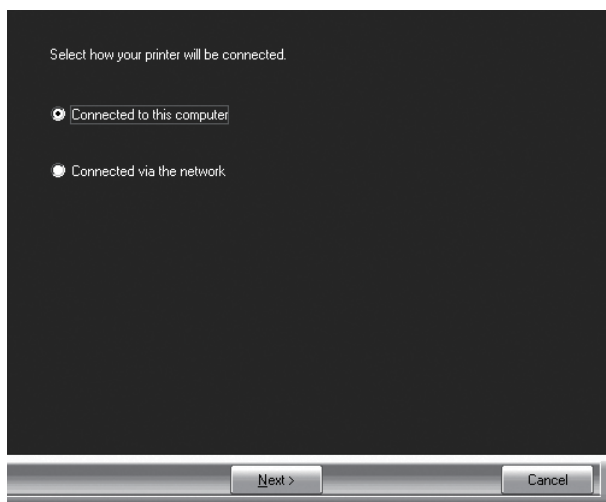 Select how your printer will be connected.
Connected to this computer
Connected via the network
Next >
Cancel